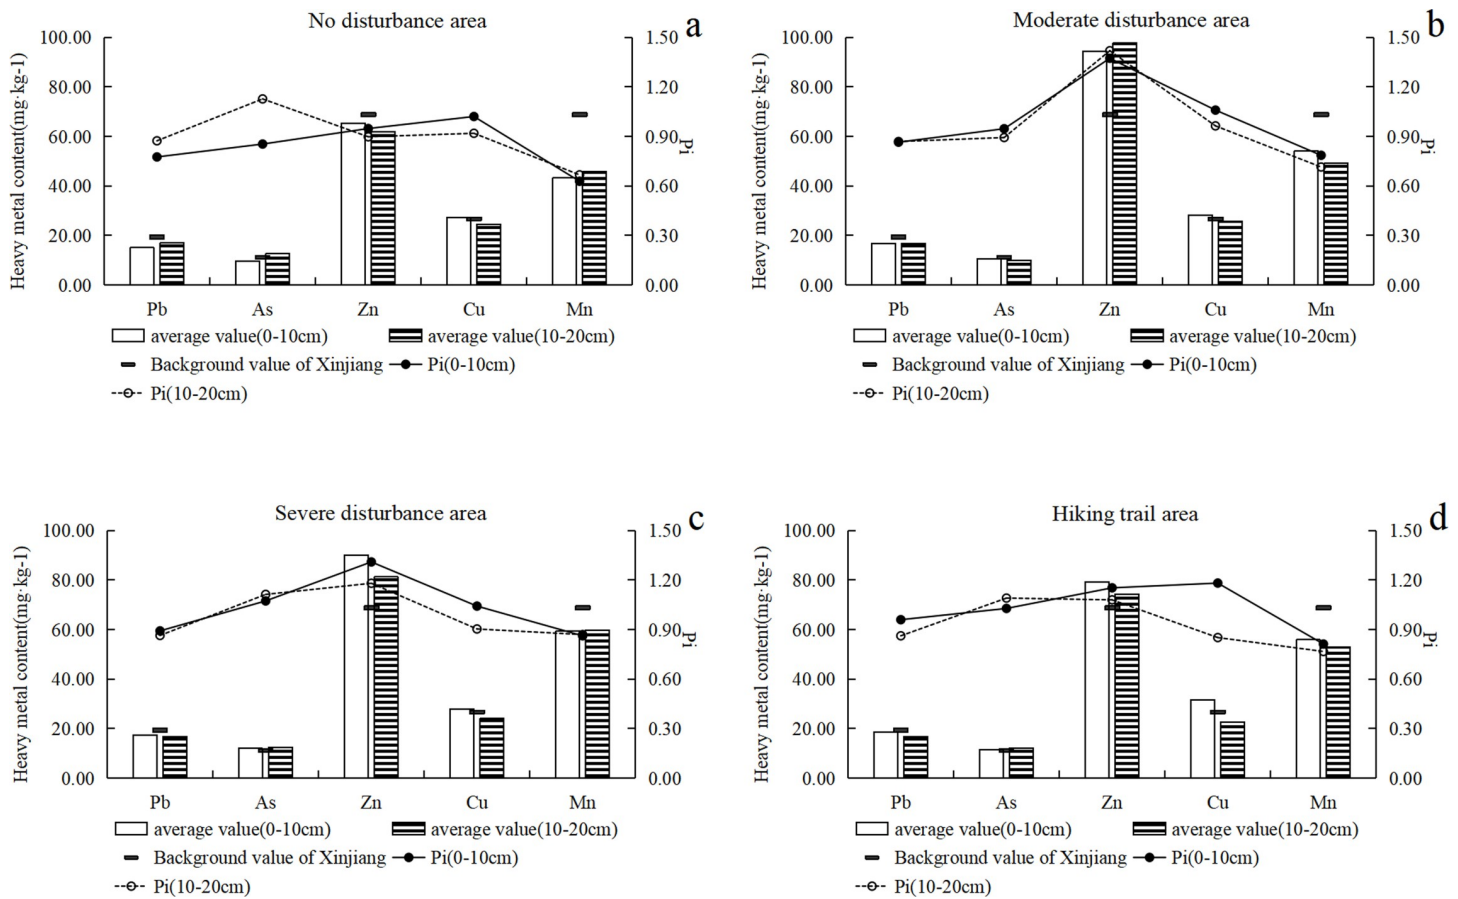 No disturbance area
a
Heavy metal content(mg·kg-1)
100.00
80.00
60.00
40.00
20.00
0.00
1.50
1.20
0.90
0.60
0.30
0.00
Pi
Pb As Zn Cu Mn
average value(0-10cm) average value(10-20cm)
Background value of Xinjiang Pi(0-10cm)
Pi(10-20cm)
Moderate disturbance area
b
Heavy metal content(mg·kg-1)
100.00
80.00
60.00
40.00
20.00
0.00
1.50
1.20
0.90
0.60
0.30
0.00
Pi
Pb As Zn Cu Mn
average value(0-10cm) average value(10-20cm)
Background value of Xinjiang Pi(0-10cm)
Pi(10-20cm)
Severe disturbance area
c
Heavy metal content(mg·kg-1)
100.00
80.00
60.00
40.00
20.00
0.00
1.50
1.20
0.90
0.60
0.30
0.00
Pi
Pb As Zn Cu Mn
average value(0-10cm) average value(10-20cm)
Background value of Xinjiang Pi(0-10cm)
Pi(10-20cm)
Hiking trail area
d
Heavy metal content(mg·kg-1)
100.00
80.00
60.00
40.00
20.00
0.00
1.50
1.20
0.90
0.60
0.30
0.00
Pi
Pb As Zn Cu Mn
average value(0-10cm) average value(10-20cm)
Background value of Xinjiang Pi(0-10cm)
Pi(10-20cm)